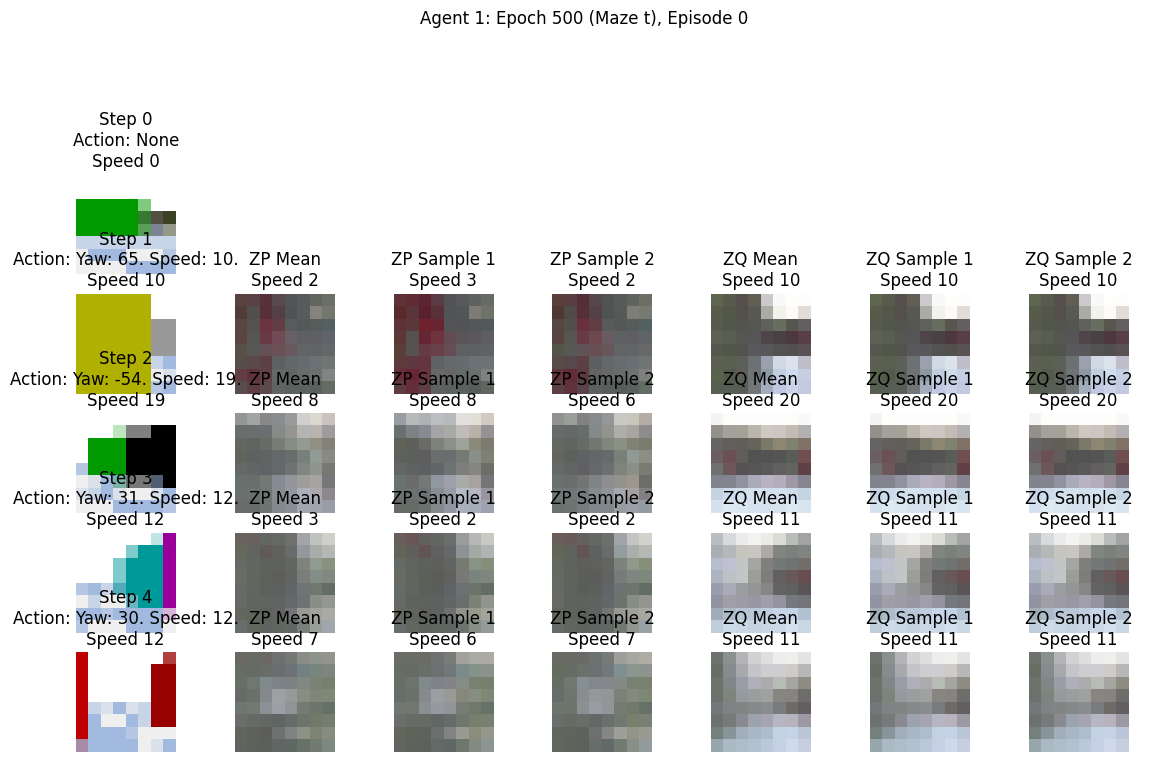 Agent 1: Epoch 500 (Maze t), Episode 0
Step 0
Action: None
Speed 0
Step 1
Action: Yaw: 65. Speed: 10.
Speed 10
ZP Mean
Speed 2
ZP Sample 1
Speed 3
ZP Sample 2
Speed 2
ZQ Mean
Speed 10
ZQ Sample 1
Speed 10
ZQ Sample 2
Speed 10
Step 2
Action: Yaw: -54. Speed: 19.
Speed 19
ZP Mean
Speed 8
ZP Sample 1
Speed 8
ZP Sample 2
Speed 6
ZQ Mean
Speed 20
ZQ Sample 1
Speed 20
ZQ Sample 2
Speed 20
Step 3
Action: Yaw: 31. Speed: 12.
Speed 12
ZP Mean
Speed 3
ZP Sample 1
Speed 2
ZP Sample 2
Speed 2
ZQ Mean
Speed 11
ZQ Sample 1
Speed 11
ZQ Sample 2
Speed 11
Step 4
Action: Yaw: 30. Speed: 12.
Speed 12
ZP Mean
Speed 7
ZP Sample 1
Speed 6
ZP Sample 2
Speed 7
ZQ Mean
Speed 11
ZQ Sample 1
Speed 11
ZQ Sample 2
Speed 11